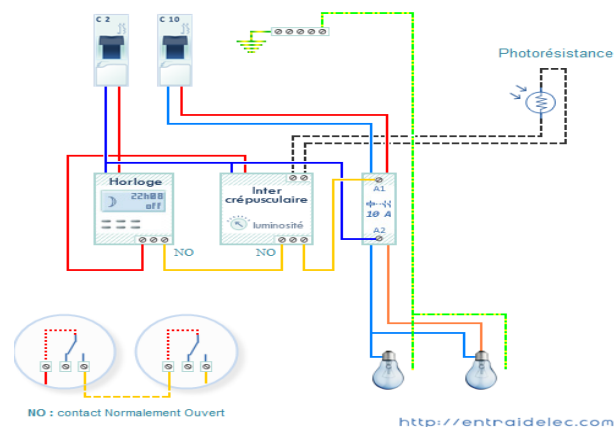 C 2
C 10
Photorésistance
Horloge
22h00
off
Inter
crépusculaire
luminosité
A1
10 A
A2
NO
NO
NO : contact Normalement Ouvert
http://entraidelec.com